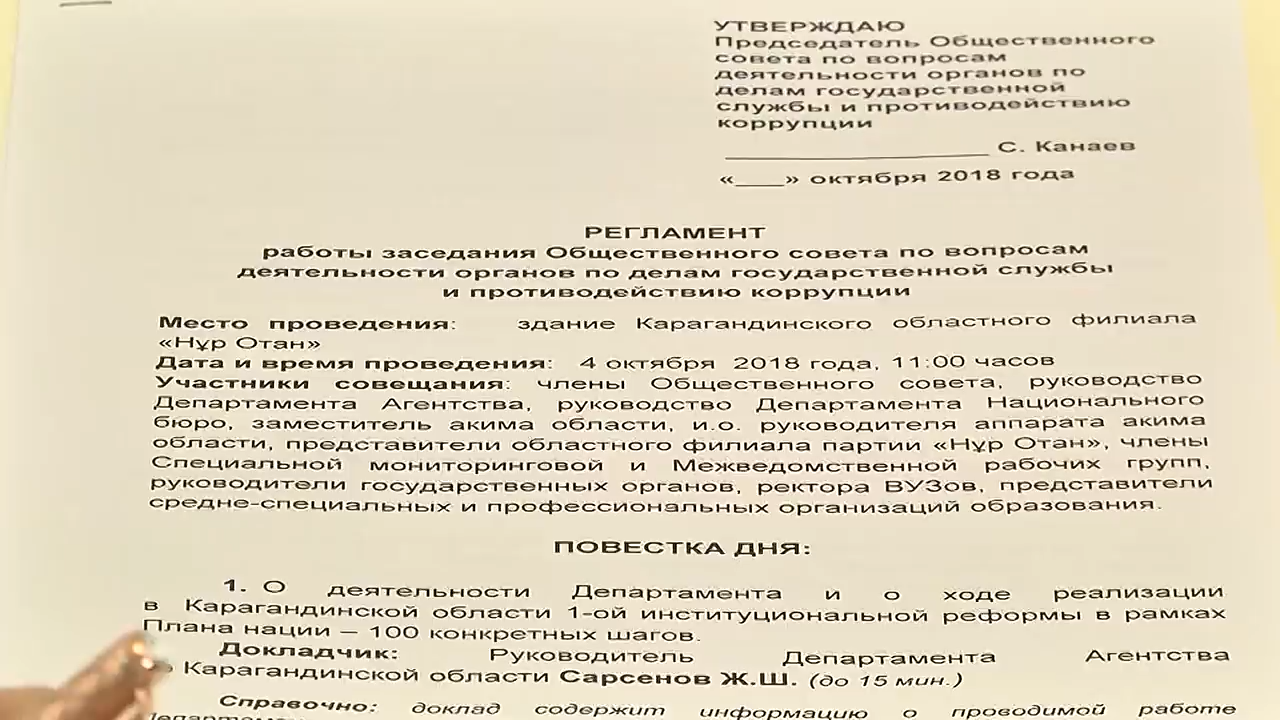 УТВЕРЖДАЮ
Председатель Общественного
совета по вопросам
деятельности органов по
делам государственной
службы и противодействию
коррупции
____________________ С. Канаев
«____» октября 2018 года
РЕГЛАМЕНТ
работы заседания Общественного совета по вопросам
деятельности органов по делам государственной службы
и противодействию коррупции
Место проведения: здание Карагандинского областного филиала
«Нұр Отан»
Дата и время проведения: 4 октября 2018 года, 11:00 часов
Участники совещания: члены Общественного совета, руководство
Департамента Агентства, руководство Департамента Национального
бюро, заместитель акима области, и.о. руководителя аппарата акима
области, представители областного филиала партии «Нұр Отан», члены
Специальной мониторинговой и Межведомственной рабочих групп,
руководители государственных органов, ректора ВУЗов, представители
средне-специальных и профессиональных организаций образования.
ПОВЕСТКА ДНЯ:
1. О деятельности Департамента и о ходе реализации
в Карагандинской области 1-ой институциональной реформы в рамках
Плана нации – 100 конкретных шагов.
Докладчик: Руководитель Департамента Агентства
Карагандинской области Сарсенов Ж.Ш. (до 15 мин.)
Справочно: доклад содержит информацию о проводимой работе